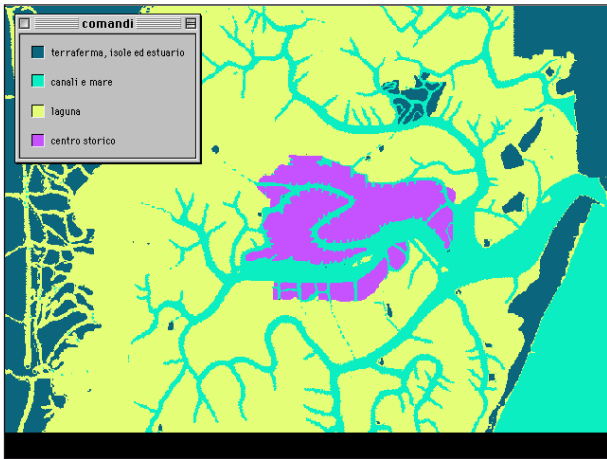 comandi
terraferma, isole ed estuario
canali e mare
laguna
centro storico